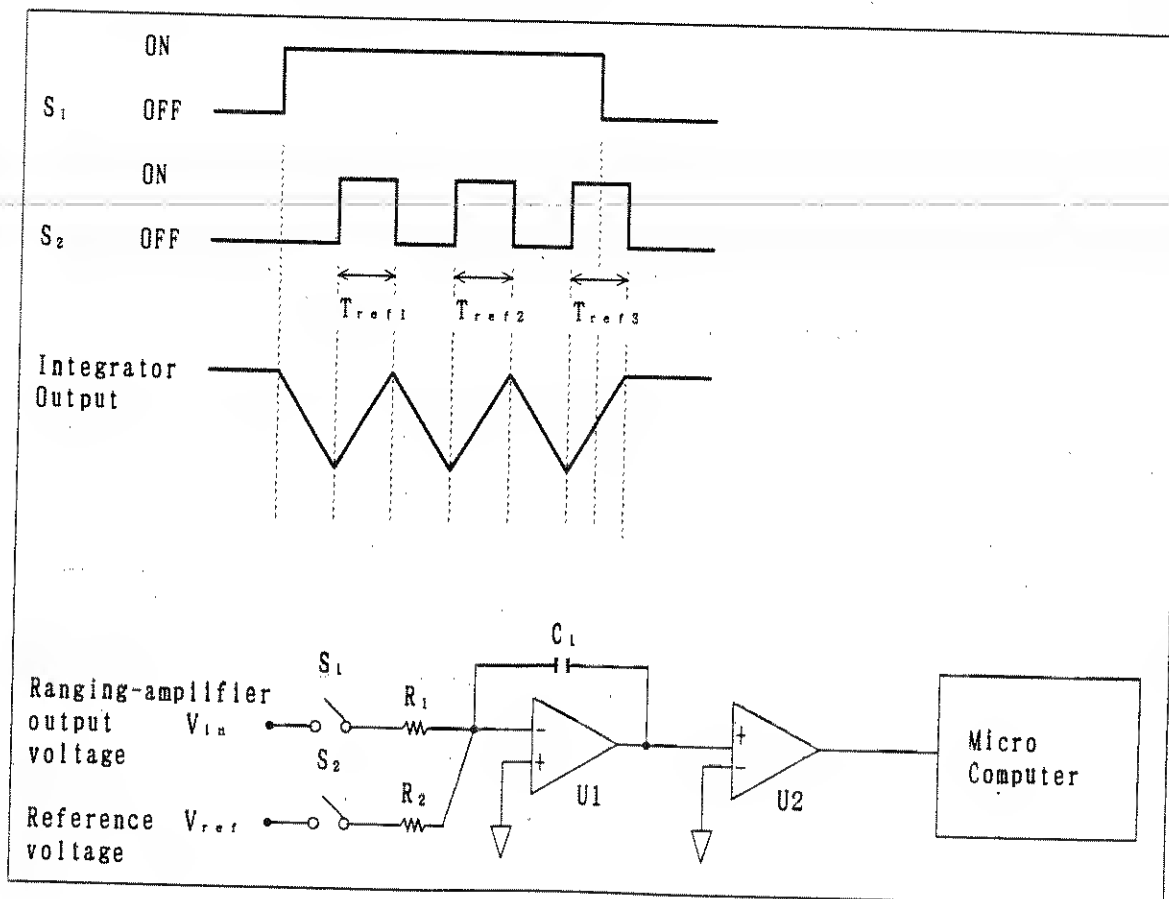 ON
S1 OFF
ON
S2 OFF
Tref1 Tref2 Tref3
Integrator
Output
C1
S1
Ranging-amplifier
output
voltage
Vin
R1
S2
R2
Reference
voltage
Vref
-
+
U1
+
-
U2
Micro
Computer